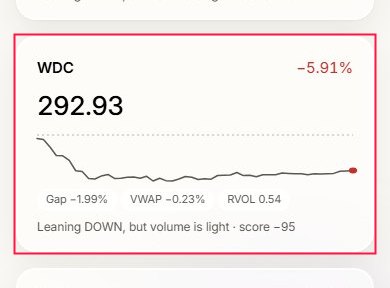 WDC −5.91%
292.93
Gap −1.99% VWAP −0.23% RVOL 0.54
Leaning DOWN, but volume is light · score −95